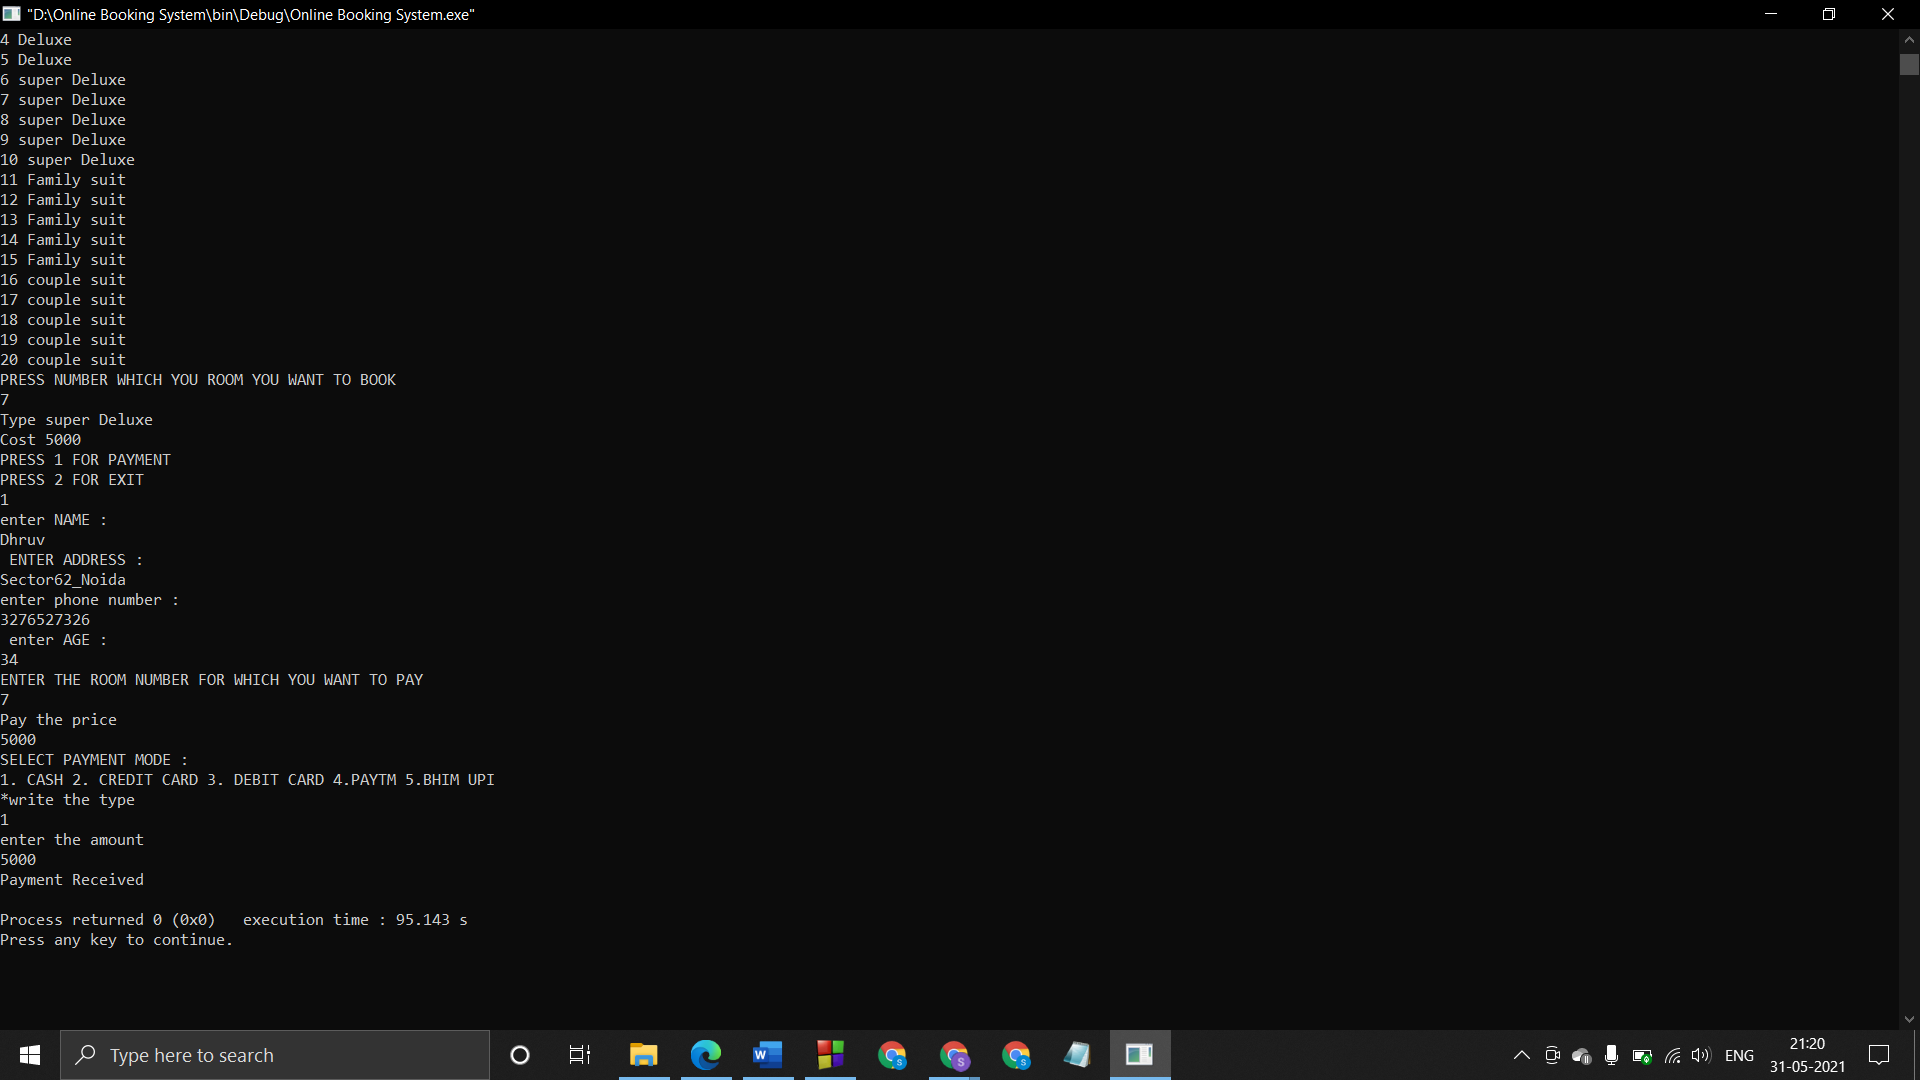 "D:\Online Booking System\bin\Debug\Online Booking System.exe"
4 Deluxe
5 Deluxe
6 super Deluxe
7 super Deluxe
8 super Deluxe
9 super Deluxe
10 super Deluxe
11 Family suit
12 Family suit
13 Family suit
14 Family suit
15 Family suit
16 couple suit
17 couple suit
18 couple suit
19 couple suit
20 couple suit
PRESS NUMBER WHICH YOU ROOM YOU WANT TO BOOK
7
Type super Deluxe
Cost 5000
PRESS 1 FOR PAYMENT
PRESS 2 FOR EXIT
1
enter NAME :
Dhruv
ENTER ADDRESS :
Sector62_Noida
enter phone number :
3276527326
enter AGE :
34
ENTER THE ROOM NUMBER FOR WHICH YOU WANT TO PAY
7
Pay the price
5000
SELECT PAYMENT MODE :
1. CASH 2. CREDIT CARD 3. DEBIT CARD 4.PAYTM 5.BHIM UPI
*write the type
1
enter the amount
5000
Payment Received
Process returned 0 (0x0)   execution time : 95.143 s
Press any key to continue.
Type here to search
W
S
S
S
ENG
21:20
31-05-2021